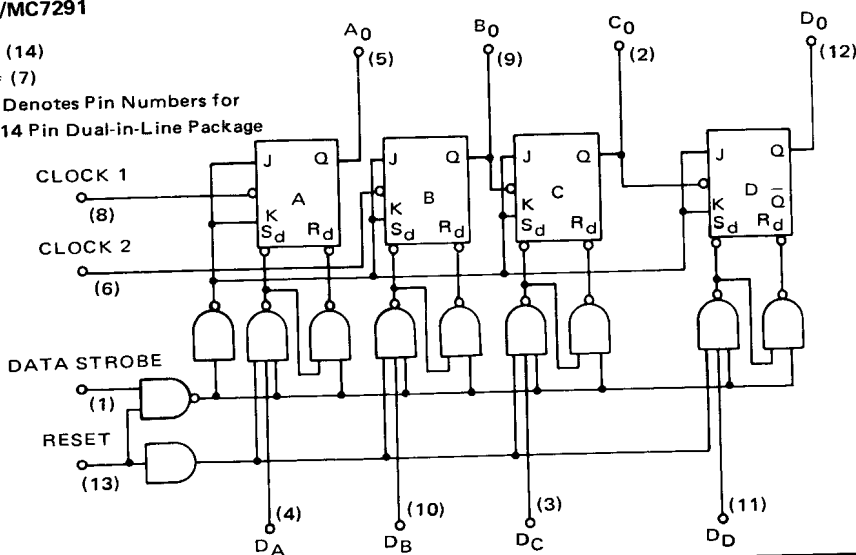 /MC7291
(14)
= (7)
Denotes Pin Numbers for
14 Pin Dual-in-Line Package
A0 B0 C0 D0
(5) (9) (2) (12)
J Q J Q J Q J Q
CLOCK 1
(8)
A B C D Q̅
K K K K
Sd Rd Sd Rd Sd Rd Sd Rd
CLOCK 2
(6)
DATA STROBE
(1)
RESET
(13)
(4) (10) (3) (11)
DA DB DC DD